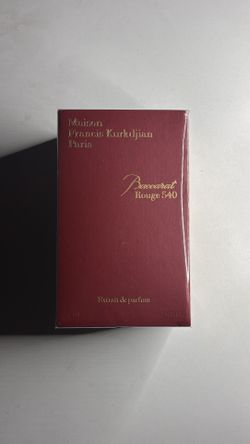 Maison
Francis Kurkdjian
Paris
Baccarat
Rouge 540
Extrait de parfum